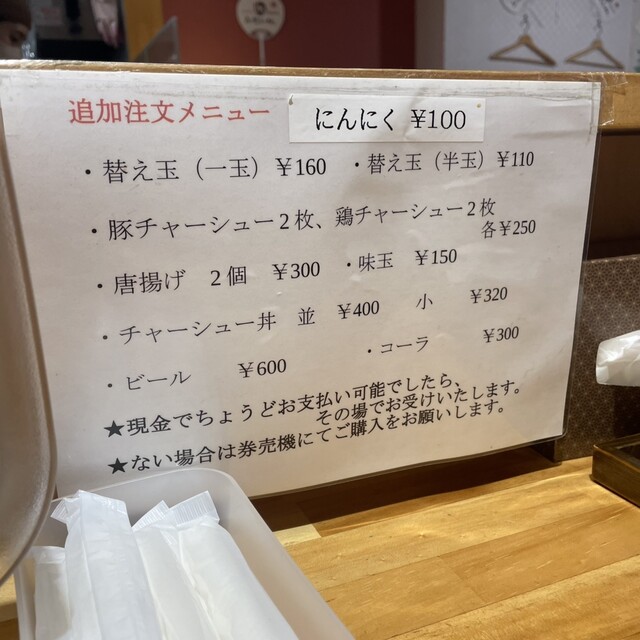 追加注文メニュー
にんにく ¥100
・替え玉（一玉）¥160 ・替え玉（半玉）¥110
・豚チャーシュー2枚、鶏チャーシュー2枚
各¥250
・唐揚げ 2個 ¥300 ・味玉 ¥150
・チャーシュー丼 並 ¥400 小 ¥320
・ビール ¥600 ・コーラ ¥300
★現金でちょうどお支払い可能でしたら、
その場でお受けいたします。
★ない場合は券売機にてご購入をお願いします。